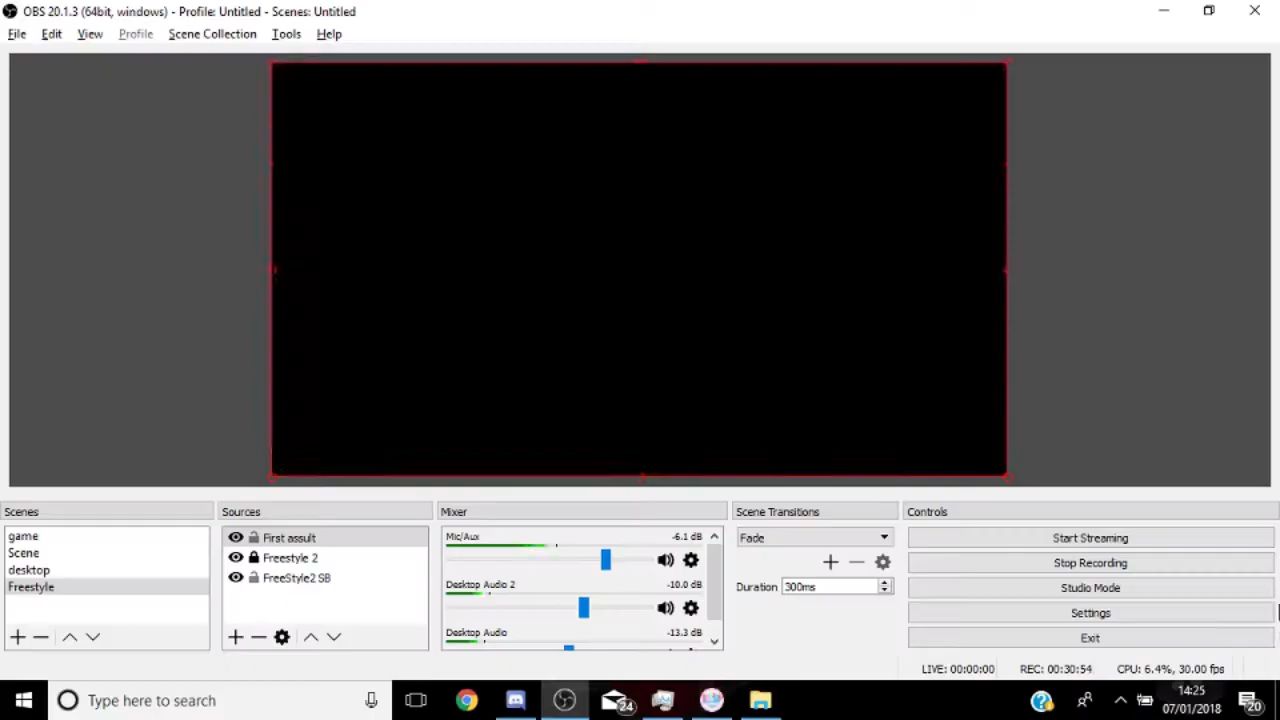 OBS 20.1.3 (64bit, windows) - Profile: Untitled - Scenes: Untitled
File Edit View Profile Scene Collection Tools Help
Scenes Sources Mixer Scene Transitions Controls
game
Scene
desktop
Freestyle
First assult
Freestyle 2
FreeStyle2 SB
Mic/Aux -6.1 dB
Desktop Audio 2 -10.0 dB
Desktop Audio -13.3 dB
Fade
Duration 300ms
Start Streaming
Stop Recording
Studio Mode
Settings
Exit
LIVE: 00:00:00 REC: 00:30:54 CPU: 6.4%, 30.00 fps
Type here to search
24
14:25
07/01/2018
20